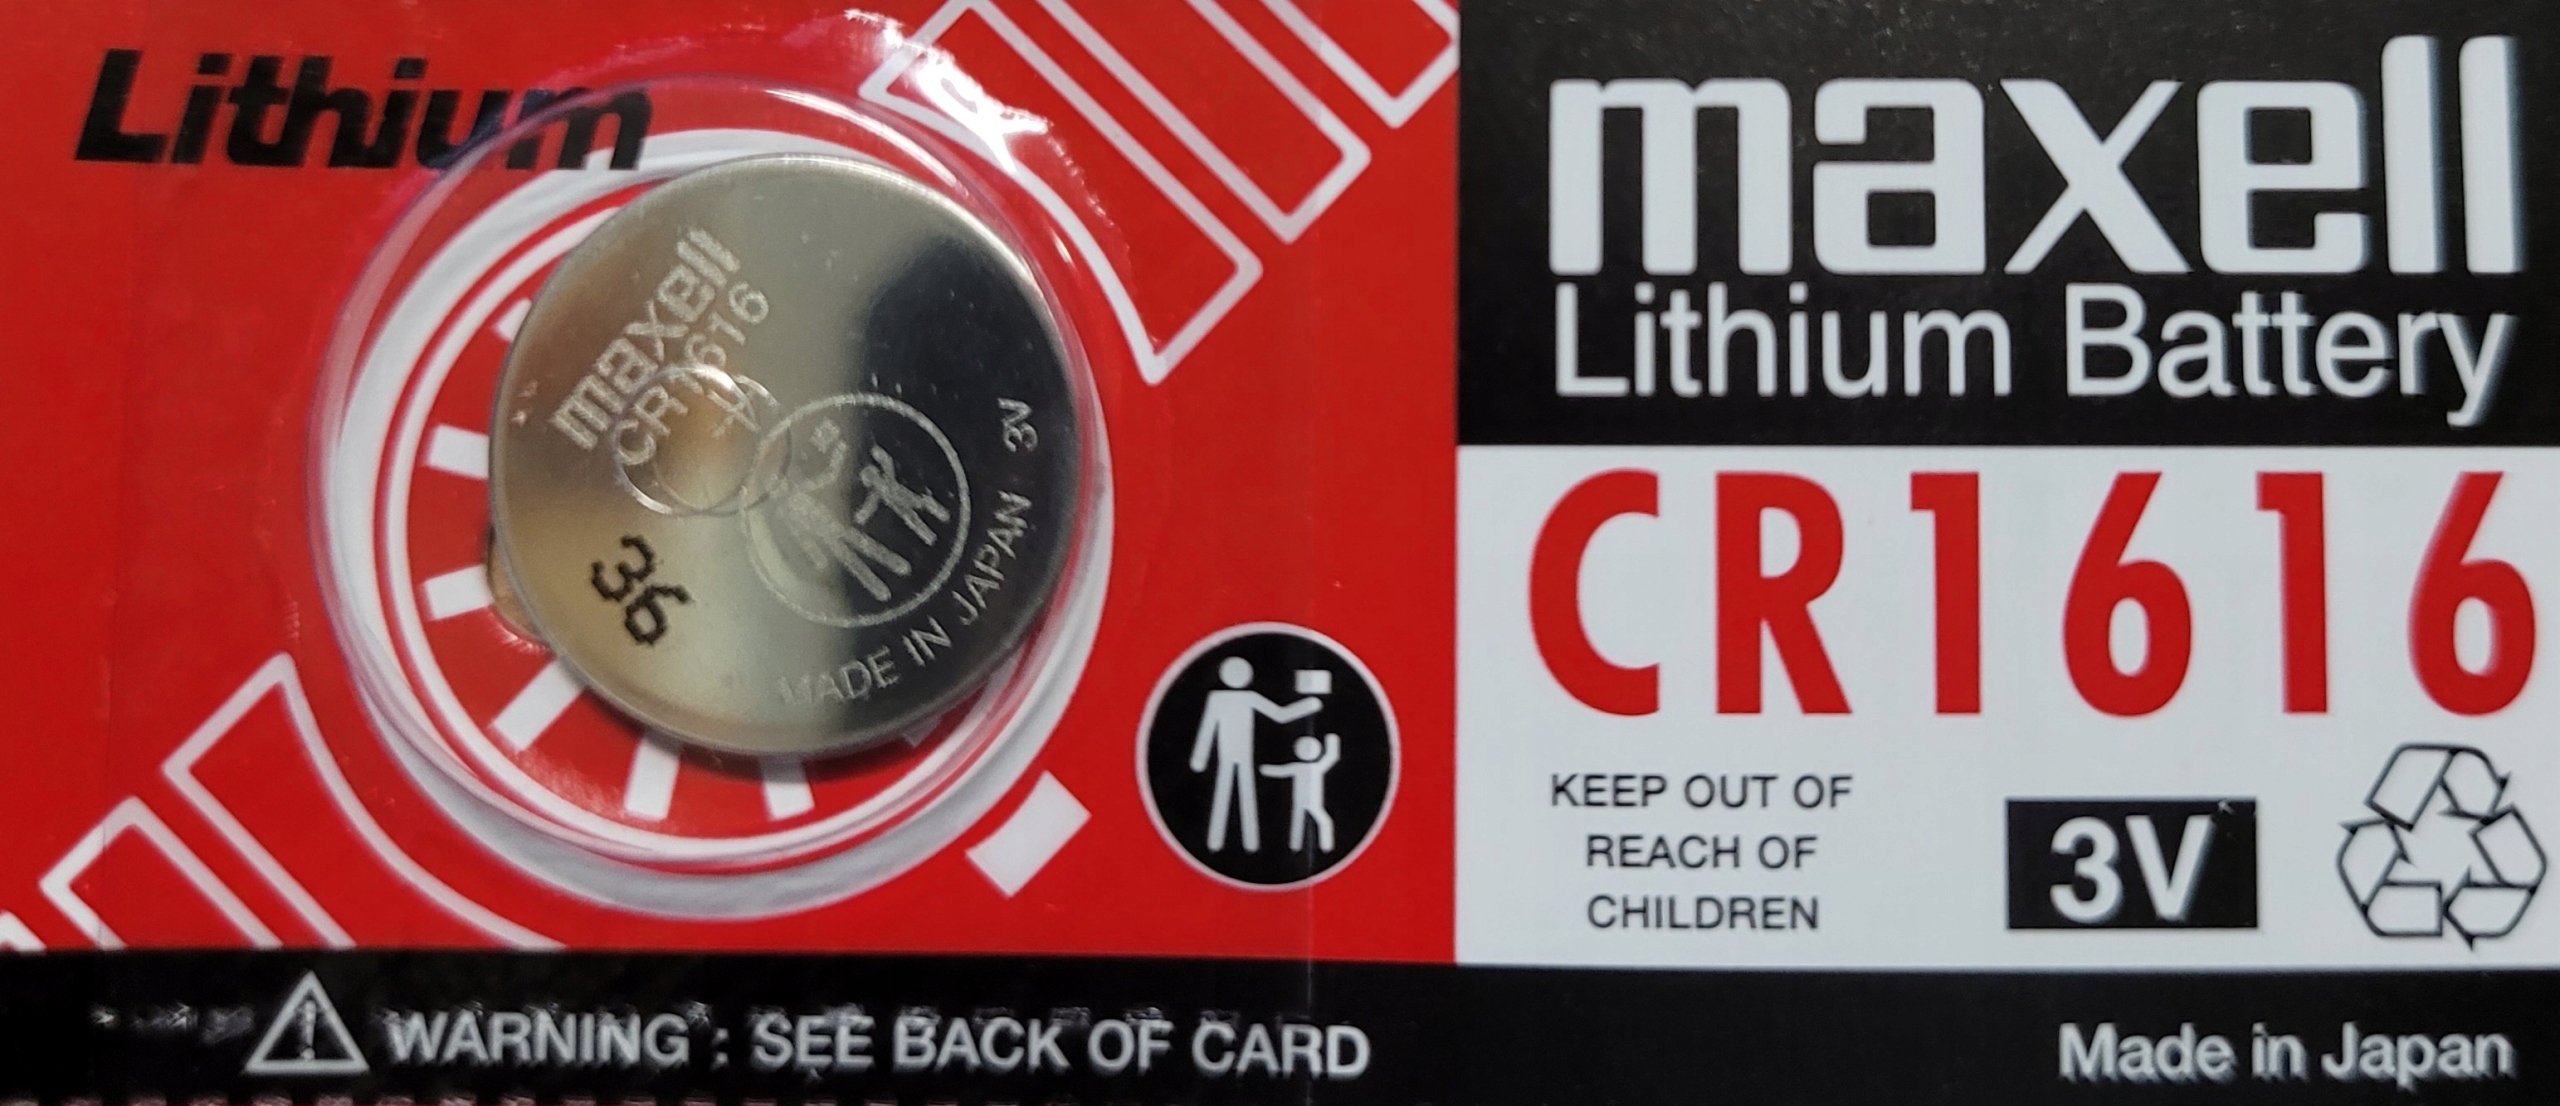 Lithium
maxell
CR1616
+
36
MADE IN JAPAN 3V
maxell
Lithium Battery
CR1616
KEEP OUT OF
REACH OF
CHILDREN
3V
WARNING : SEE BACK OF CARD
Made in Japan